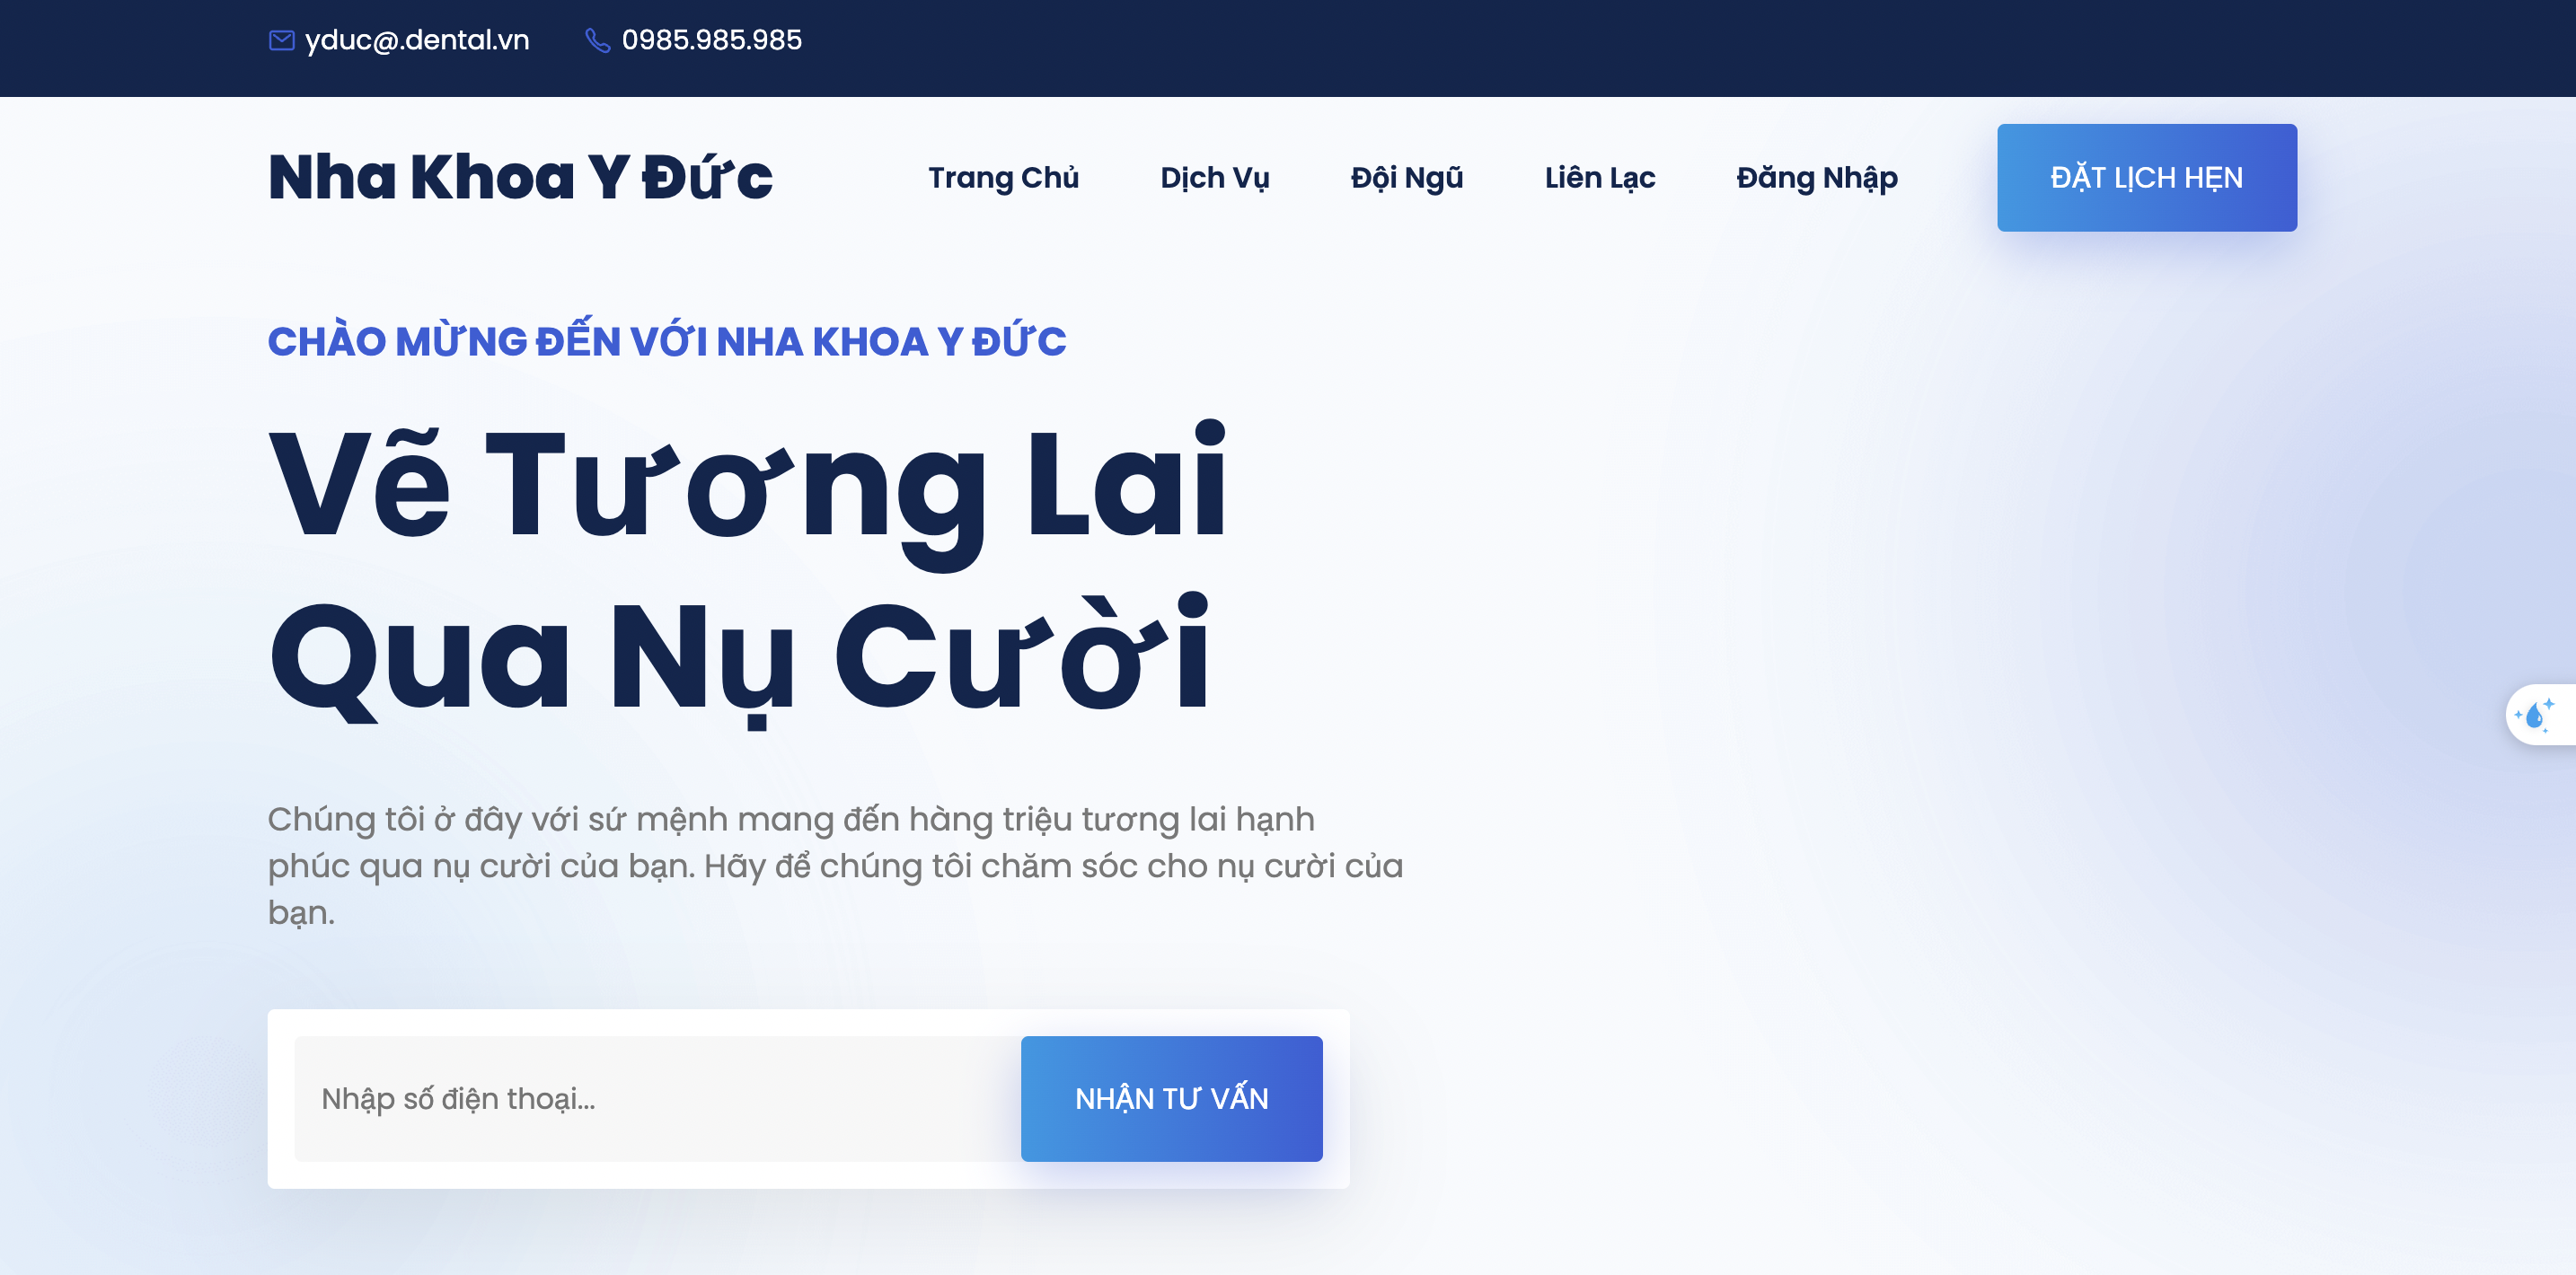 yduc@.dental.vn 0985.985.985
Nha Khoa Y Đức Trang Chủ Dịch Vụ Đội Ngũ Liên Lạc Đăng Nhập ĐẶT LỊCH HẸN
CHÀO MỪNG ĐẾN VỚI NHA KHOA Y ĐỨC
Vẽ Tương Lai
Qua Nụ Cười
Chúng tôi ở đây với sứ mệnh mang đến hàng triệu tương lai hạnh
phúc qua nụ cười của bạn. Hãy để chúng tôi chăm sóc cho nụ cười của
bạn.
Nhập số điện thoại... NHẬN TƯ VẤN